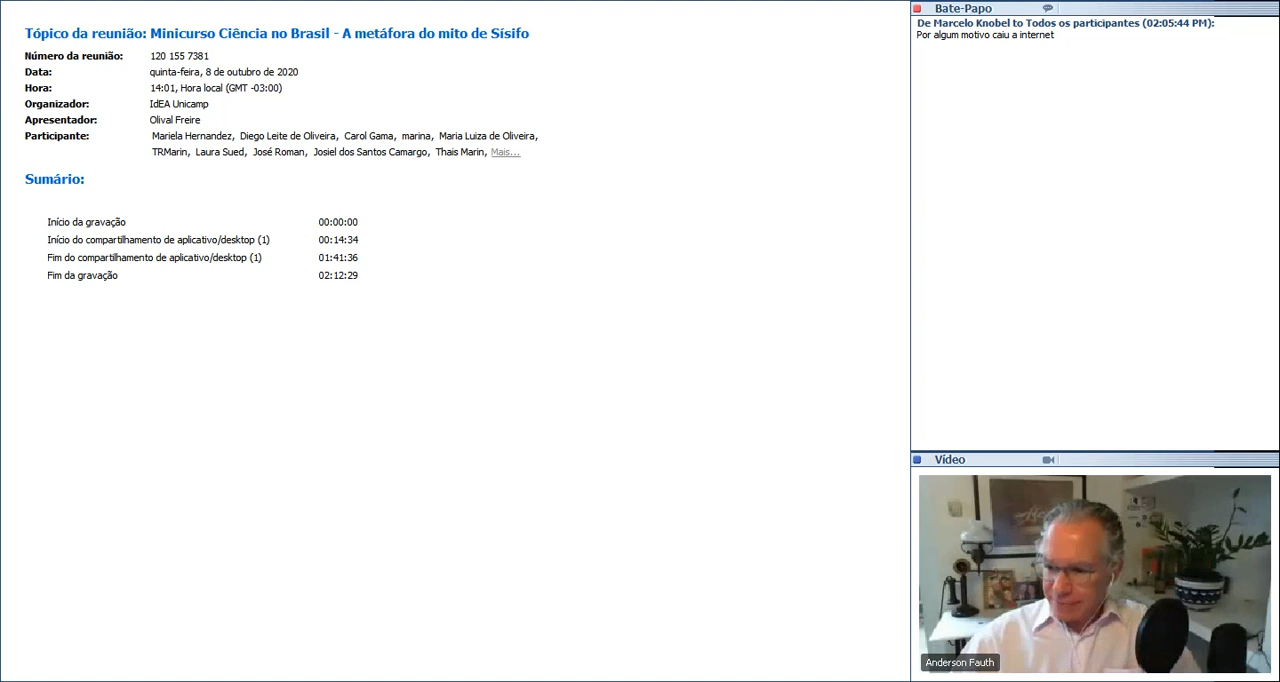 Tópico da reunião: Minicurso Ciência no Brasil - A metáfora do mito de Sísifo
Número da reunião: 120 155 7381
Data: quinta-feira, 8 de outubro de 2020
Hora: 14:01, Hora local (GMT -03:00)
Organizador: IdEA Unicamp
Apresentador: Olival Freire
Participante: Mariela Hernandez, Diego Leite de Oliveira, Carol Gama, marina, Maria Luiza de Oliveira,
TRMarin, Laura Sued, José Roman, Josiel dos Santos Camargo, Thais Marin, Mais...
Sumário:
Início da gravação 00:00:00
Início do compartilhamento de aplicativo/desktop (1) 00:14:34
Fim do compartilhamento de aplicativo/desktop (1) 01:41:36
Fim da gravação 02:12:29
Bate-Papo
De Marcelo Knobel to Todos os participantes (02:05:44 PM):
Por algum motivo caiu a internet
Vídeo
Anderson Fauth